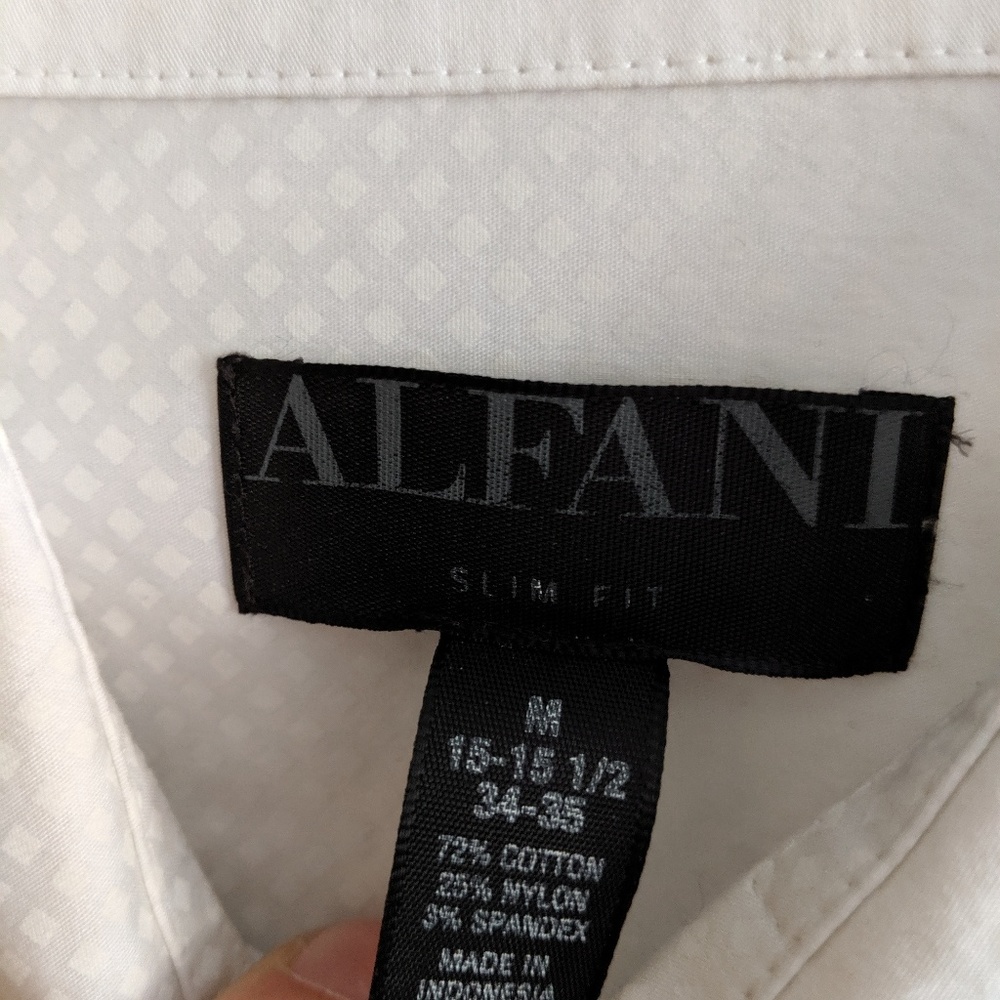 ALFANI
SLIM FIT
M
15-15 1/2
34-35
72% COTTON
25% NYLON
3% SPANDEX
MADE IN
INDONESIA